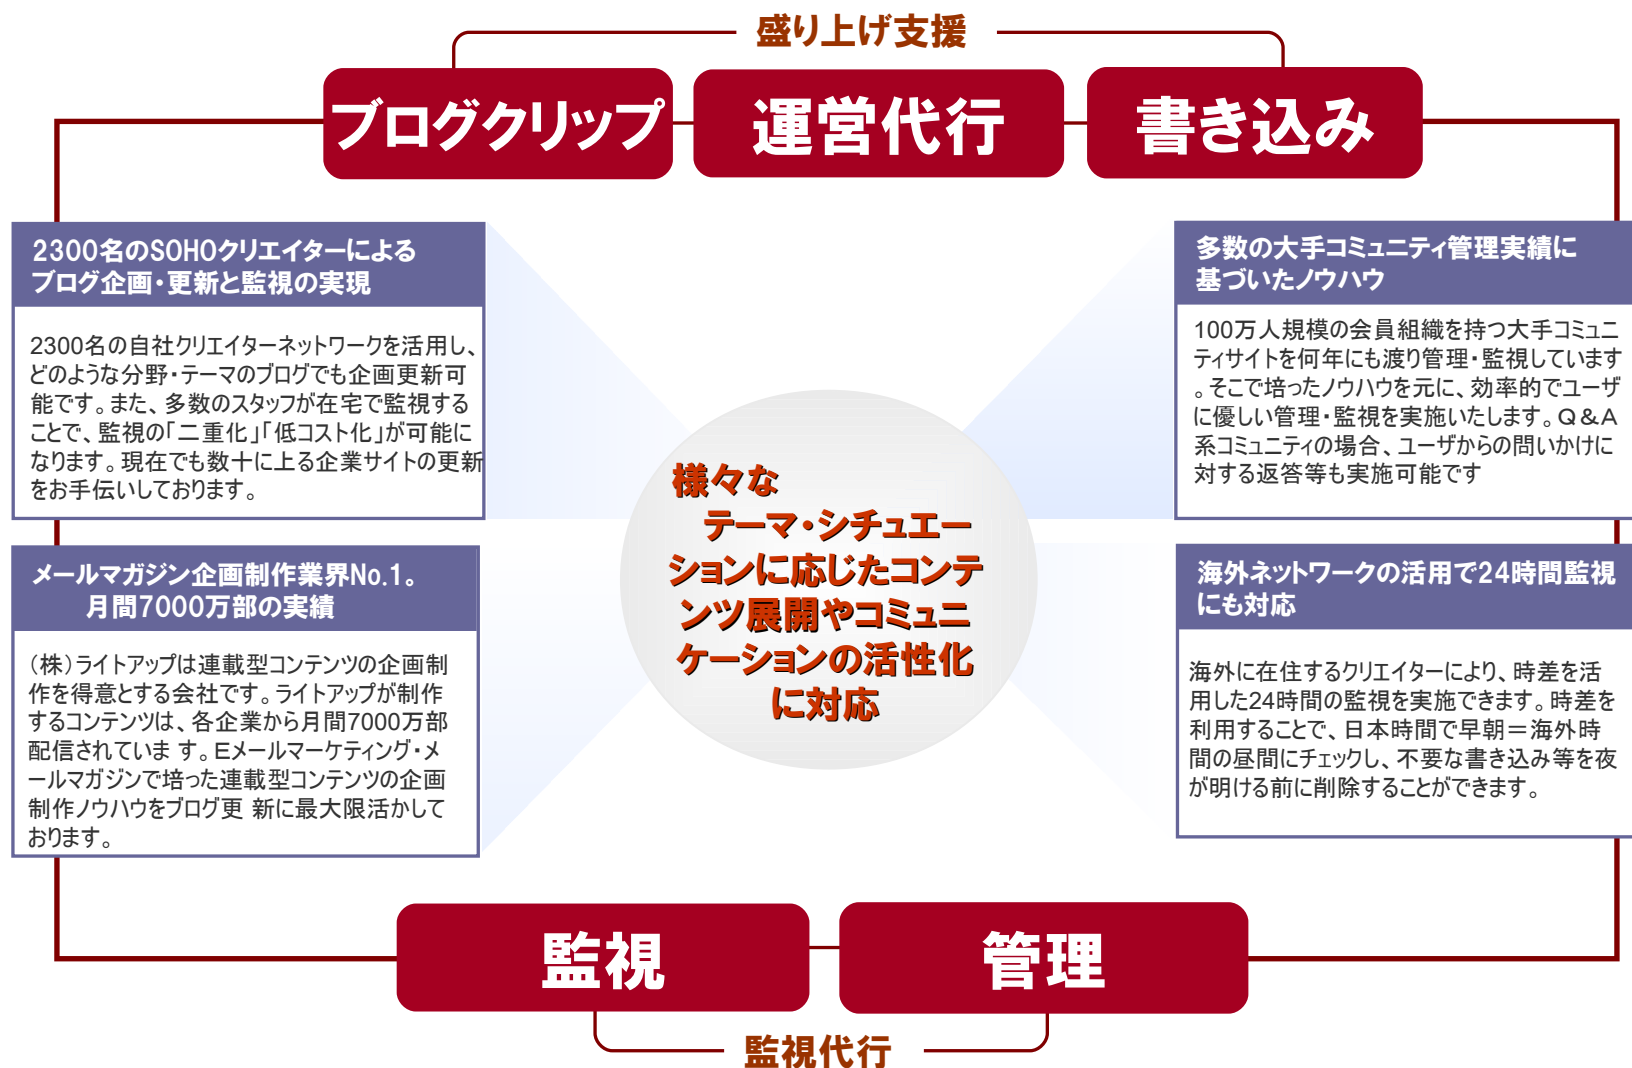 盛り上げ支援
ブログクリップ
運営代行
書き込み
2300名のSOHOクリエイターによる
ブログ企画・更新と監視の実現
2300名の自社クリエイターネットワークを活用し、
どのような分野・テーマのブログでも企画更新可
能です。また、多数のスタッフが在宅で監視する
ことで、監視の「二重化」「低コスト化」が可能に
なります。現在でも数十に上る企業サイトの更新
をお手伝いしております。
メールマガジン企画制作業界No.1。
月間7000万部の実績
（株）ライトアップは連載型コンテンツの企画制
作を得意とする会社です。ライトアップが制作
するコンテンツは、各企業から月間7000万部
配信されていま す。Eメールマーケティング・メ
ールマガジンで培った連載型コンテンツの企画
制作ノウハウをブログ更 新に最大限活かして
おります。
様々な
テーマ・シチュエー
ションに応じたコンテ
ンツ展開やコミュニ
ケーションの活性化
に対応
多数の大手コミュニティ管理実績に
基づいたノウハウ
100万人規模の会員組織を持つ大手コミュニ
ティサイトを何年にも渡り管理・監視しています
。そこで培ったノウハウを元に、効率的でユーザ
に優しい管理・監視を実施いたします。Ｑ＆Ａ
系コミュニティの場合、ユーザからの問いかけに
対する返答等も実施可能です
海外ネットワークの活用で24時間監視
にも対応
海外に在住するクリエイターにより、時差を活
用した24時間の監視を実施できます。時差を
利用することで、日本時間で早朝＝海外時
間の昼間にチェックし、不要な書き込み等を夜
が明ける前に削除することができます。
監視
管理
監視代行